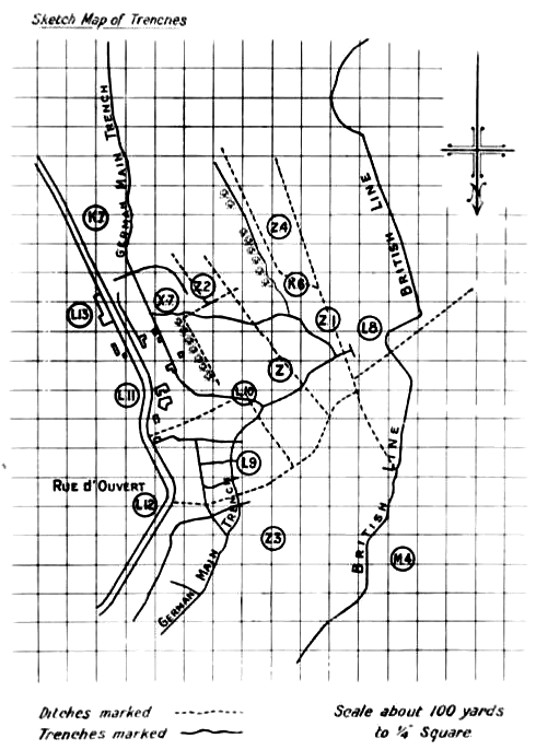 Sketch Map of Trenches
GERMAN MAIN TRENCH
BRITISH LINE
K7
Z4
Z2
K6
X7
L13
Z1
L8
Z
L11
L10
BRITISH LINE
L9
RUE D'OUVERT
L12
GERMAN MAIN TRENCH
Z3
M4
Ditches marked
Trenches marked
Scale about 100 yards
to ¼" Square.